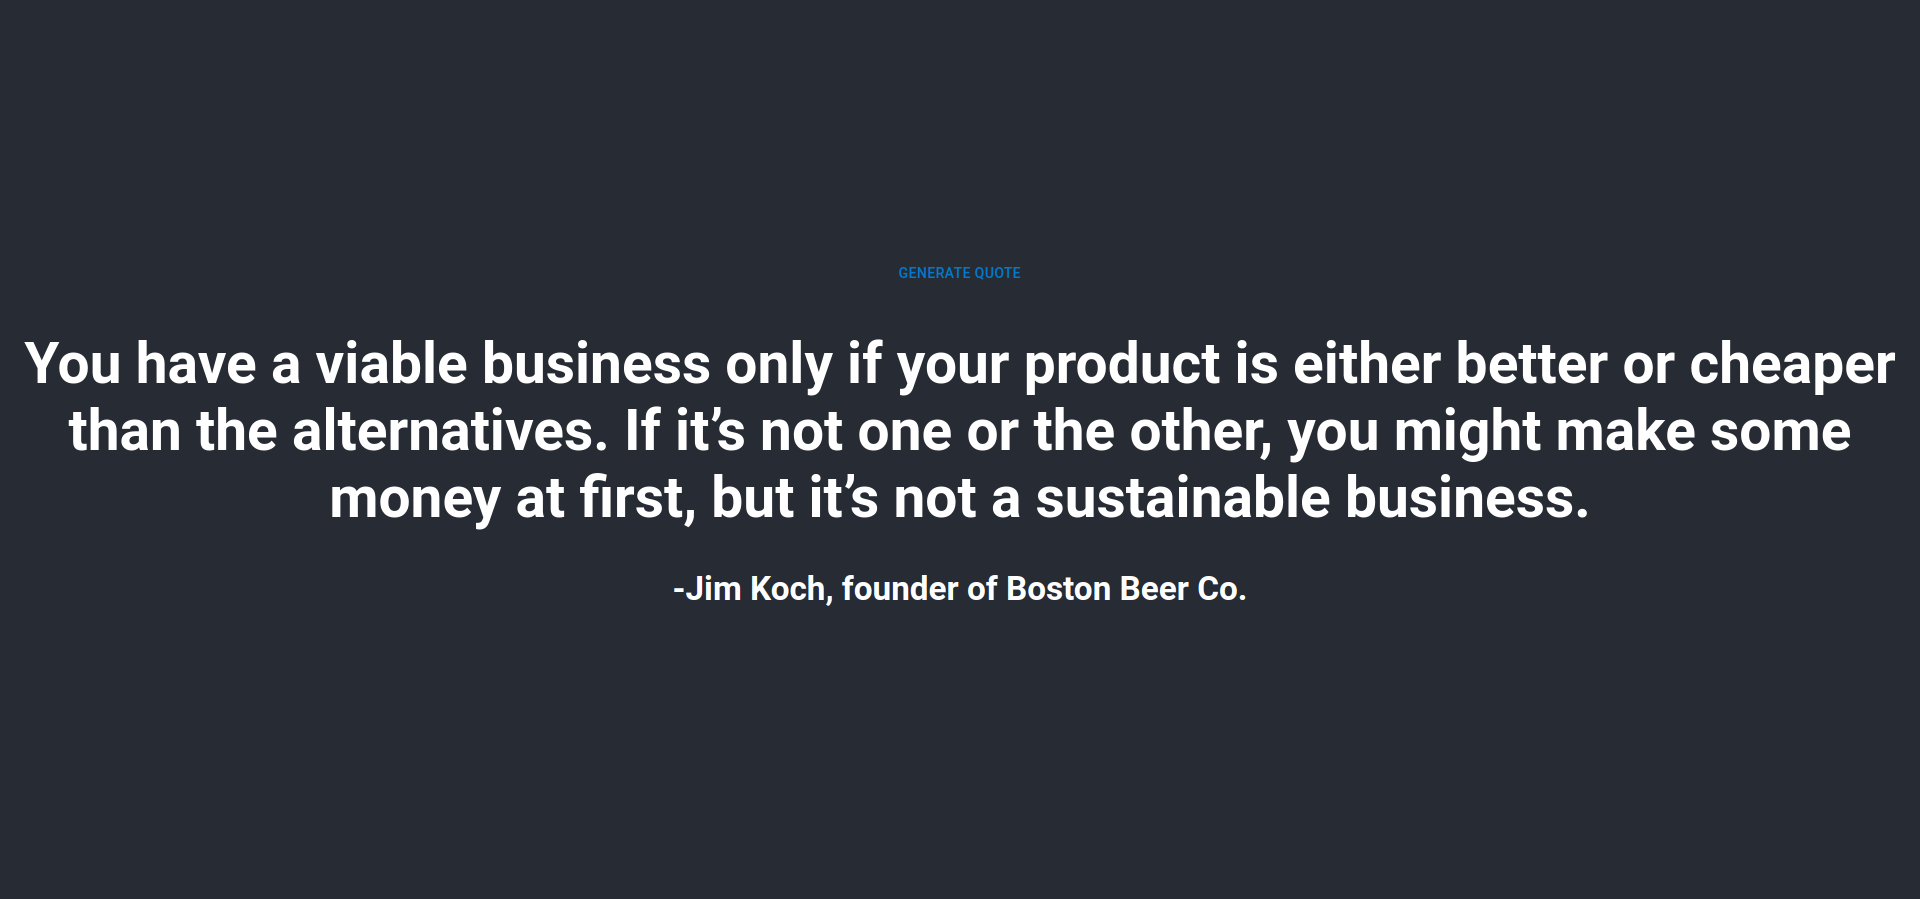 GENERATE QUOTE
You have a viable business only if your product is either better or cheaper
than the alternatives. If it’s not one or the other, you might make some
money at first, but it’s not a sustainable business.
-Jim Koch, founder of Boston Beer Co.